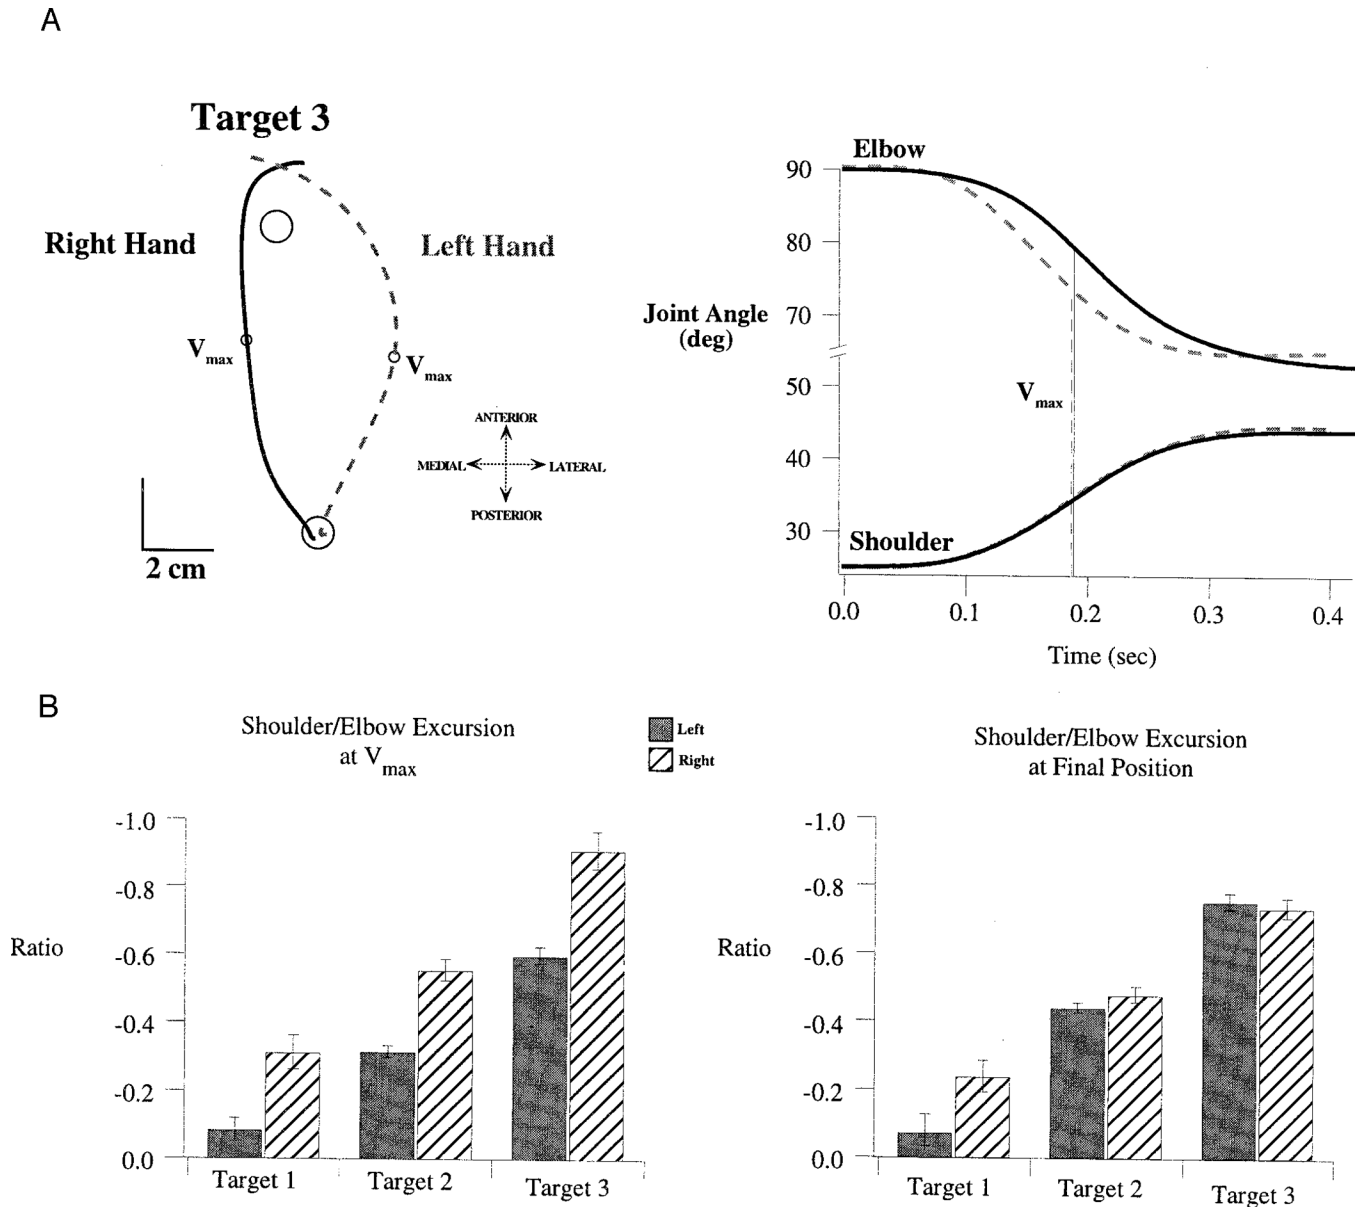 A
Target 3
Right Hand
Left Hand
Vmax
Vmax
ANTERIOR
MEDIAL
LATERAL
POSTERIOR
2 cm
Elbow
90
80
70
50
40
30
Joint Angle
(deg)
Vmax
Shoulder
0.0 0.1 0.2 0.3 0.4
Time (sec)
B
Shoulder/Elbow Excursion
at Vmax
Left
Right
Shoulder/Elbow Excursion
at Final Position
-1.0
-0.8
-0.6
-0.4
-0.2
0.0
Ratio
Target 1 Target 2 Target 3
-1.0
-0.8
-0.6
-0.4
-0.2
0.0
Ratio
Target 1 Target 2 Target 3